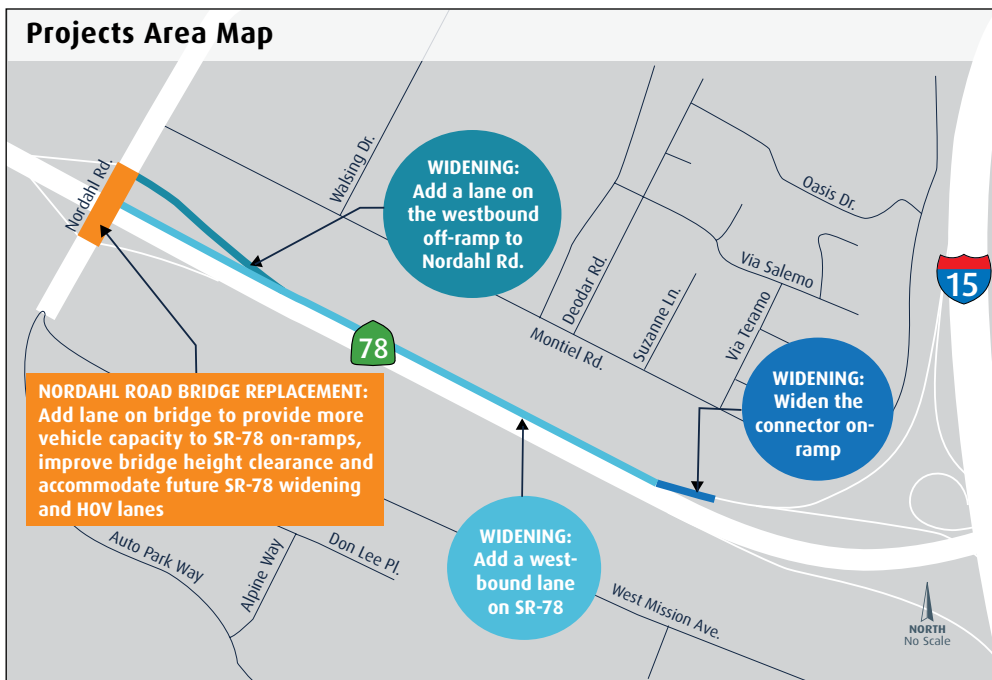 Projects Area Map
Nordahl Rd.
Walsing Dr.
WIDENING:
Add a lane on
the westbound
off-ramp to
Nordahl Rd.
Oasis Dr.
Via Salemo
15
Deodar Rd.
Suzanne Ln.
Via Teramo
Montiel Rd.
78
NORDAHL ROAD BRIDGE REPLACEMENT:
Add lane on bridge to provide more
vehicle capacity to SR-78 on-ramps,
improve bridge height clearance and
accommodate future SR-78 widening
and HOV lanes
WIDENING:
Widen the
connector on-
ramp
WIDENING:
Add a west-
bound lane
on SR-78
Auto Park Way
Alpine Way
Don Lee Pl.
West Mission Ave.
NORTH
No Scale